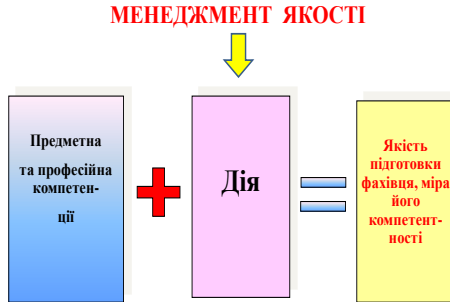 МЕНЕДЖМЕНТ ЯКОСТІ
Предметна
та професійна
компетен-
ції
Дія
Якість
підготовки
фахівця, міра
його
компетент-
ності